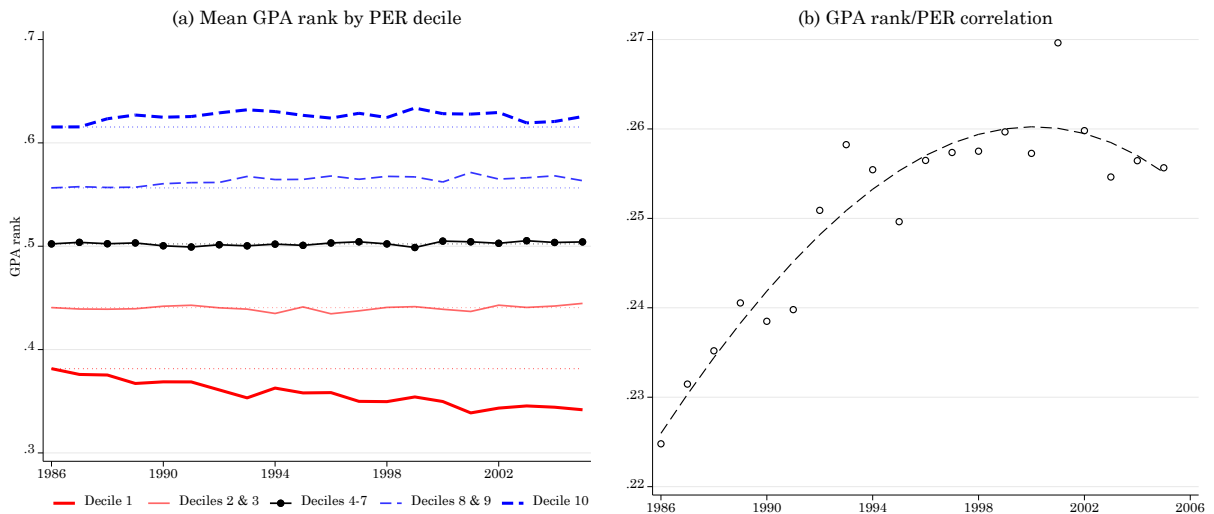 (a) Mean GPA rank by PER decile
GPA rank
.7
.6
.5
.4
.3
1986 1990 1994 1998 2002
Decile 1 Deciles 2 & 3 Deciles 4-7 Deciles 8 & 9 Decile 10
(b) GPA rank/PER correlation
.27
.26
.25
.24
.23
.22
1986 1990 1994 1998 2002 2006